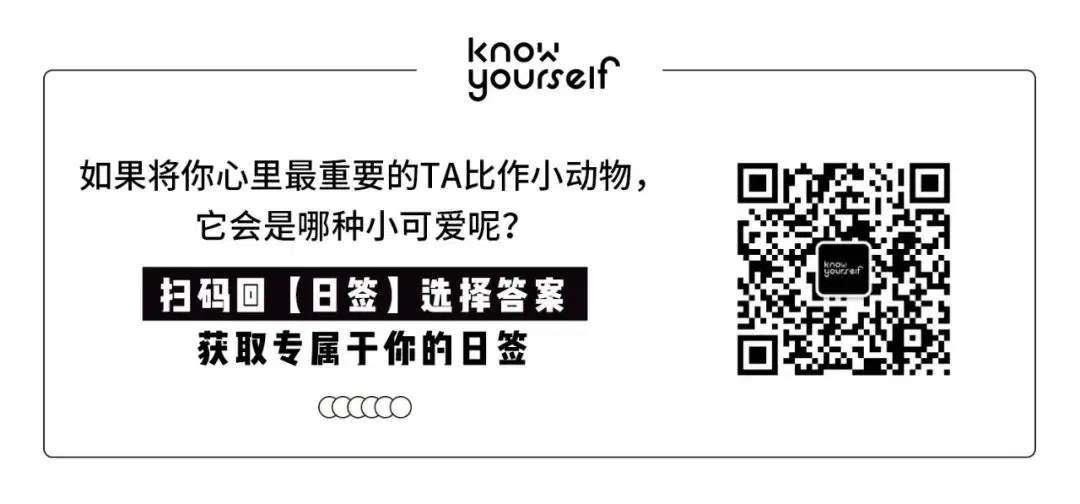 know
yourself
如果将你心里最重要的TA比作小动物，
它会是哪种小可爱呢？
扫码回【日签】选择答案
获取专属于你的日签
know
yourself